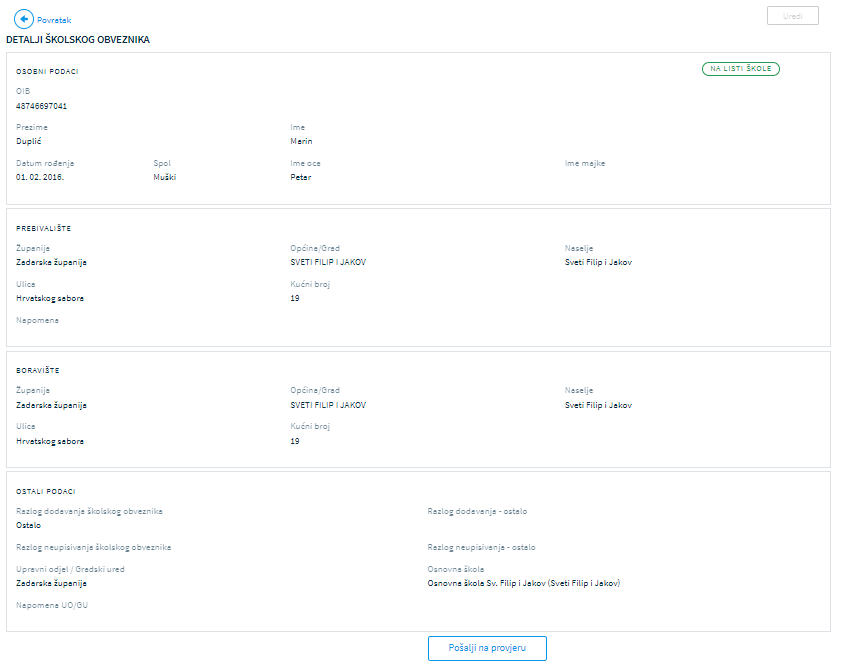 Povratak
Uredi
DETALJI ŠKOLSKOG OBVEZNIKA
OSOBNI PODACI
NA LISTI ŠKOLE
OIB
48746697041
Prezime Ime
Duplić Marin
Datum rođenja Spol Ime oca Ime majke
01. 02. 2016. Muški Petar
PREBIVALIŠTE
Županija Općina/Grad Naselje
Zadarska županija SVETI FILIP I JAKOV Sveti Filip i Jakov
Ulica Kućni broj
Hrvatskog sabora 19
Napomena
BORAVIŠTE
Županija Općina/Grad Naselje
Zadarska županija SVETI FILIP I JAKOV Sveti Filip i Jakov
Ulica Kućni broj
Hrvatskog sabora 19
OSTALI PODACI
Razlog dodavanja školskog obveznika Razlog dodavanja - ostalo
Ostalo
Razlog neupisivanja školskog obveznika Razlog neupisivanja - ostalo
Upravni odjel / Gradski ured Osnovna škola
Zadarska županija Osnovna škola Sv. Filip i Jakov (Sveti Filip i Jakov)
Napomena UO/GU
Pošalji na provjeru